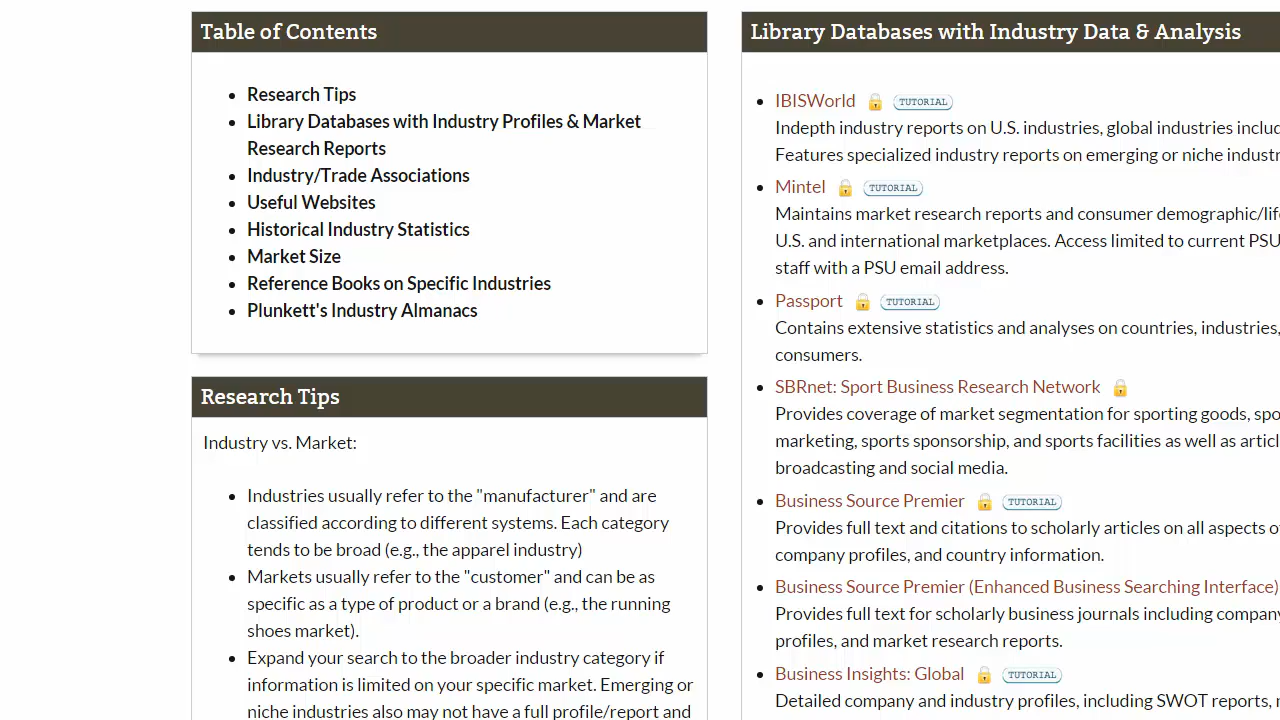 Table of Contents
Research Tips
Library Databases with Industry Profiles & Market
Research Reports
Industry/Trade Associations
Useful Websites
Historical Industry Statistics
Market Size
Reference Books on Specific Industries
Plunkett's Industry Almanacs
Research Tips
Industry vs. Market:
Industries usually refer to the "manufacturer" and are
classified according to different systems. Each category
tends to be broad (e.g., the apparel industry)
Markets usually refer to the "customer" and can be as
specific as a type of product or a brand (e.g., the running
shoes market).
Expand your search to the broader industry category if
information is limited on your specific market. Emerging or
niche industries also may not have a full profile/report and
Library Databases with Industry Data & Analysis
IBISWorld TUTORIAL
Indepth industry reports on U.S. industries, global industries
Features specialized industry reports on emerging or niche
Mintel TUTORIAL
Maintains market research reports and consumer
U.S. and international marketplaces. Access limited to current PSU
staff with a PSU email address.
Passport TUTORIAL
Contains extensive statistics and analyses on countries, industries,
consumers.
SBRnet: Sport Business Research Network
Provides coverage of market segmentation for sporting goods,
marketing, sports sponsorship, and sports facilities as well as
broadcasting and social media.
Business Source Premier TUTORIAL
Provides full text and citations to scholarly articles on all aspects
company profiles, and country information.
Business Source Premier (Enhanced Business Searching Interface)
Provides full text for scholarly business journals including company
profiles, and market research reports.
Business Insights: Global TUTORIAL
Detailed company and industry profiles, including SWOT reports,